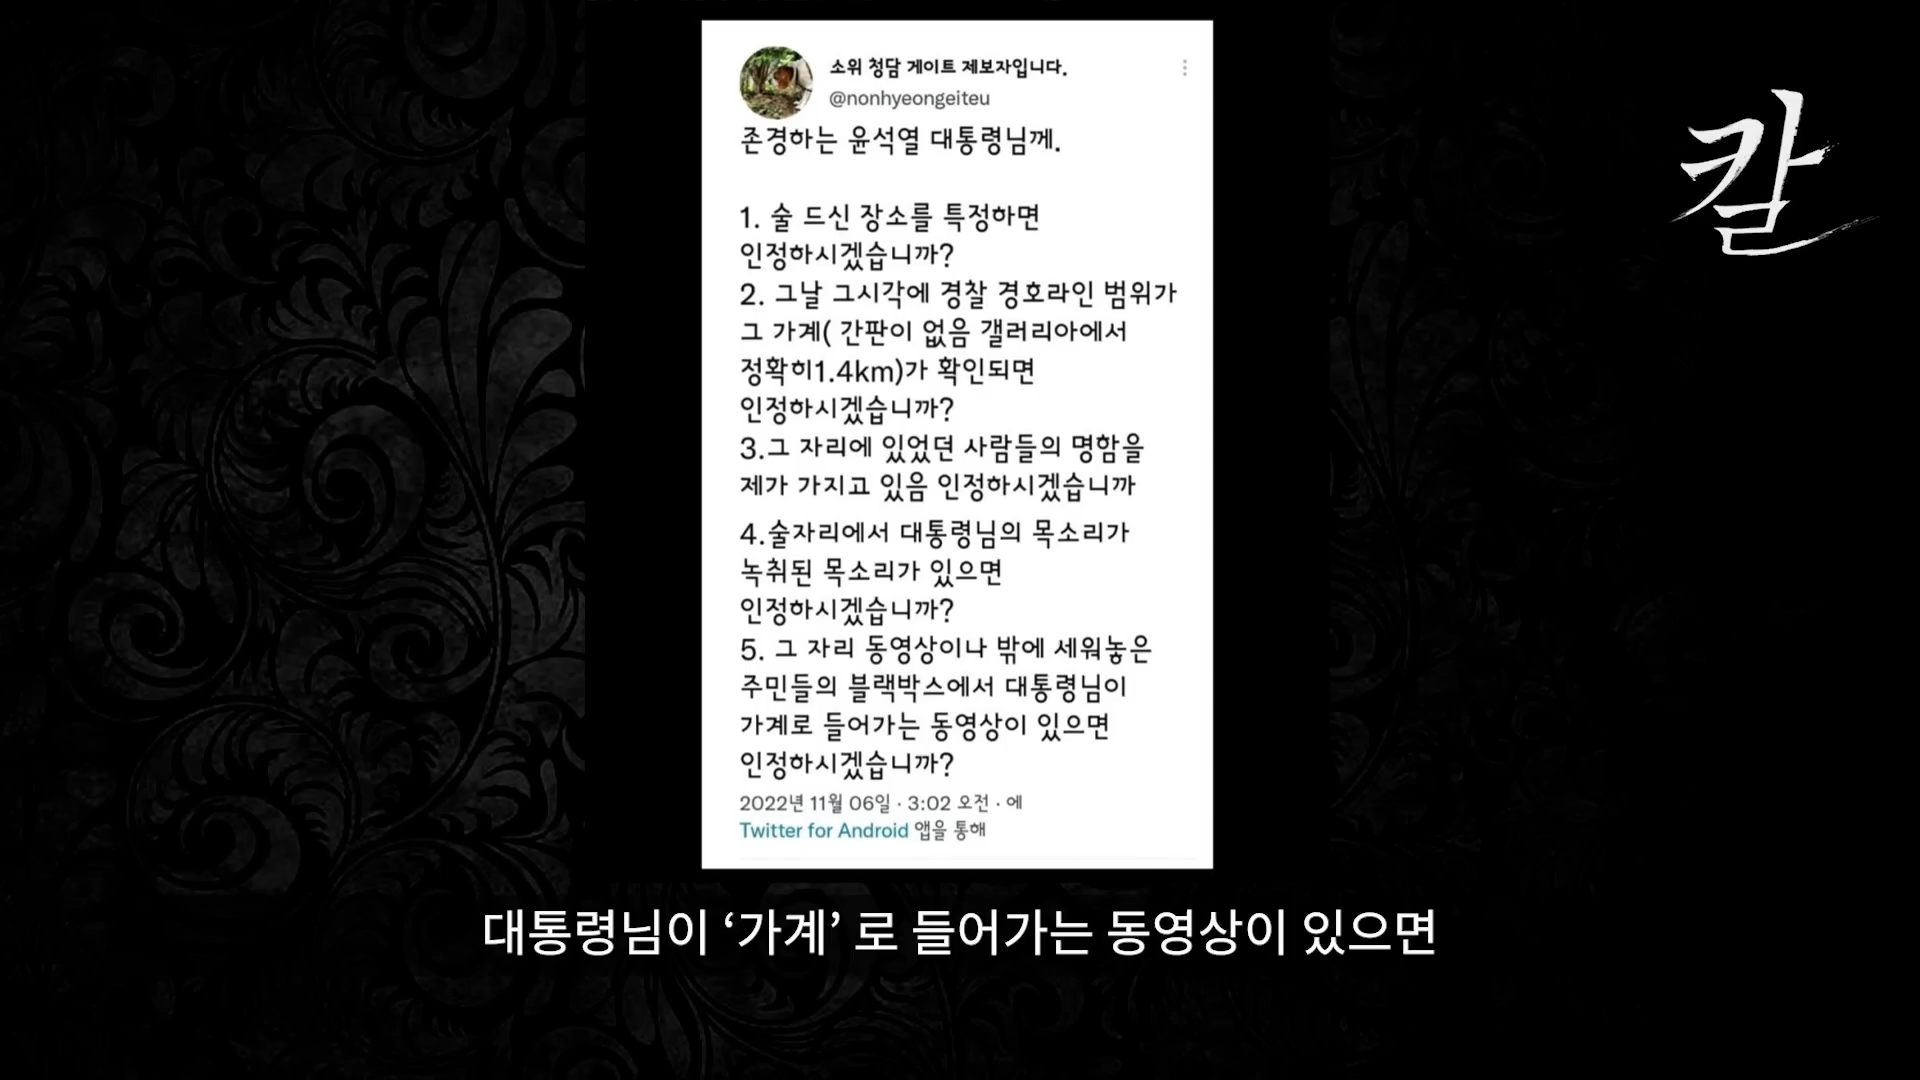 소위 청담 게이트 제보자입니다.
@nonhyeongeiteu
존경하는 윤석열 대통령님께.
1. 술 드신 장소를 특정하면
인정하시겠습니까?
2. 그날 그시각에 경찰 경호라인 범위가
그 가계( 간판이 없음 갤러리아에서
정확히1.4km)가 확인되면
인정하시겠습니까?
3.그 자리에 있었던 사람들의 명함을
제가 가지고 있음 인정하시겠습니까
4.술자리에서 대통령님의 목소리가
녹취된 목소리가 있으면
인정하시겠습니까?
5. 그 자리 동영상이나 밖에 세워놓은
주민들의 블랙박스에서 대통령님이
가계로 들어가는 동영상이 있으면
인정하시겠습니까?
2022년 11월 06일 · 3:02 오전 · 에
Twitter for Android 앱을 통해
칼
대통령님이 ‘가계’ 로 들어가는 동영상이 있으면